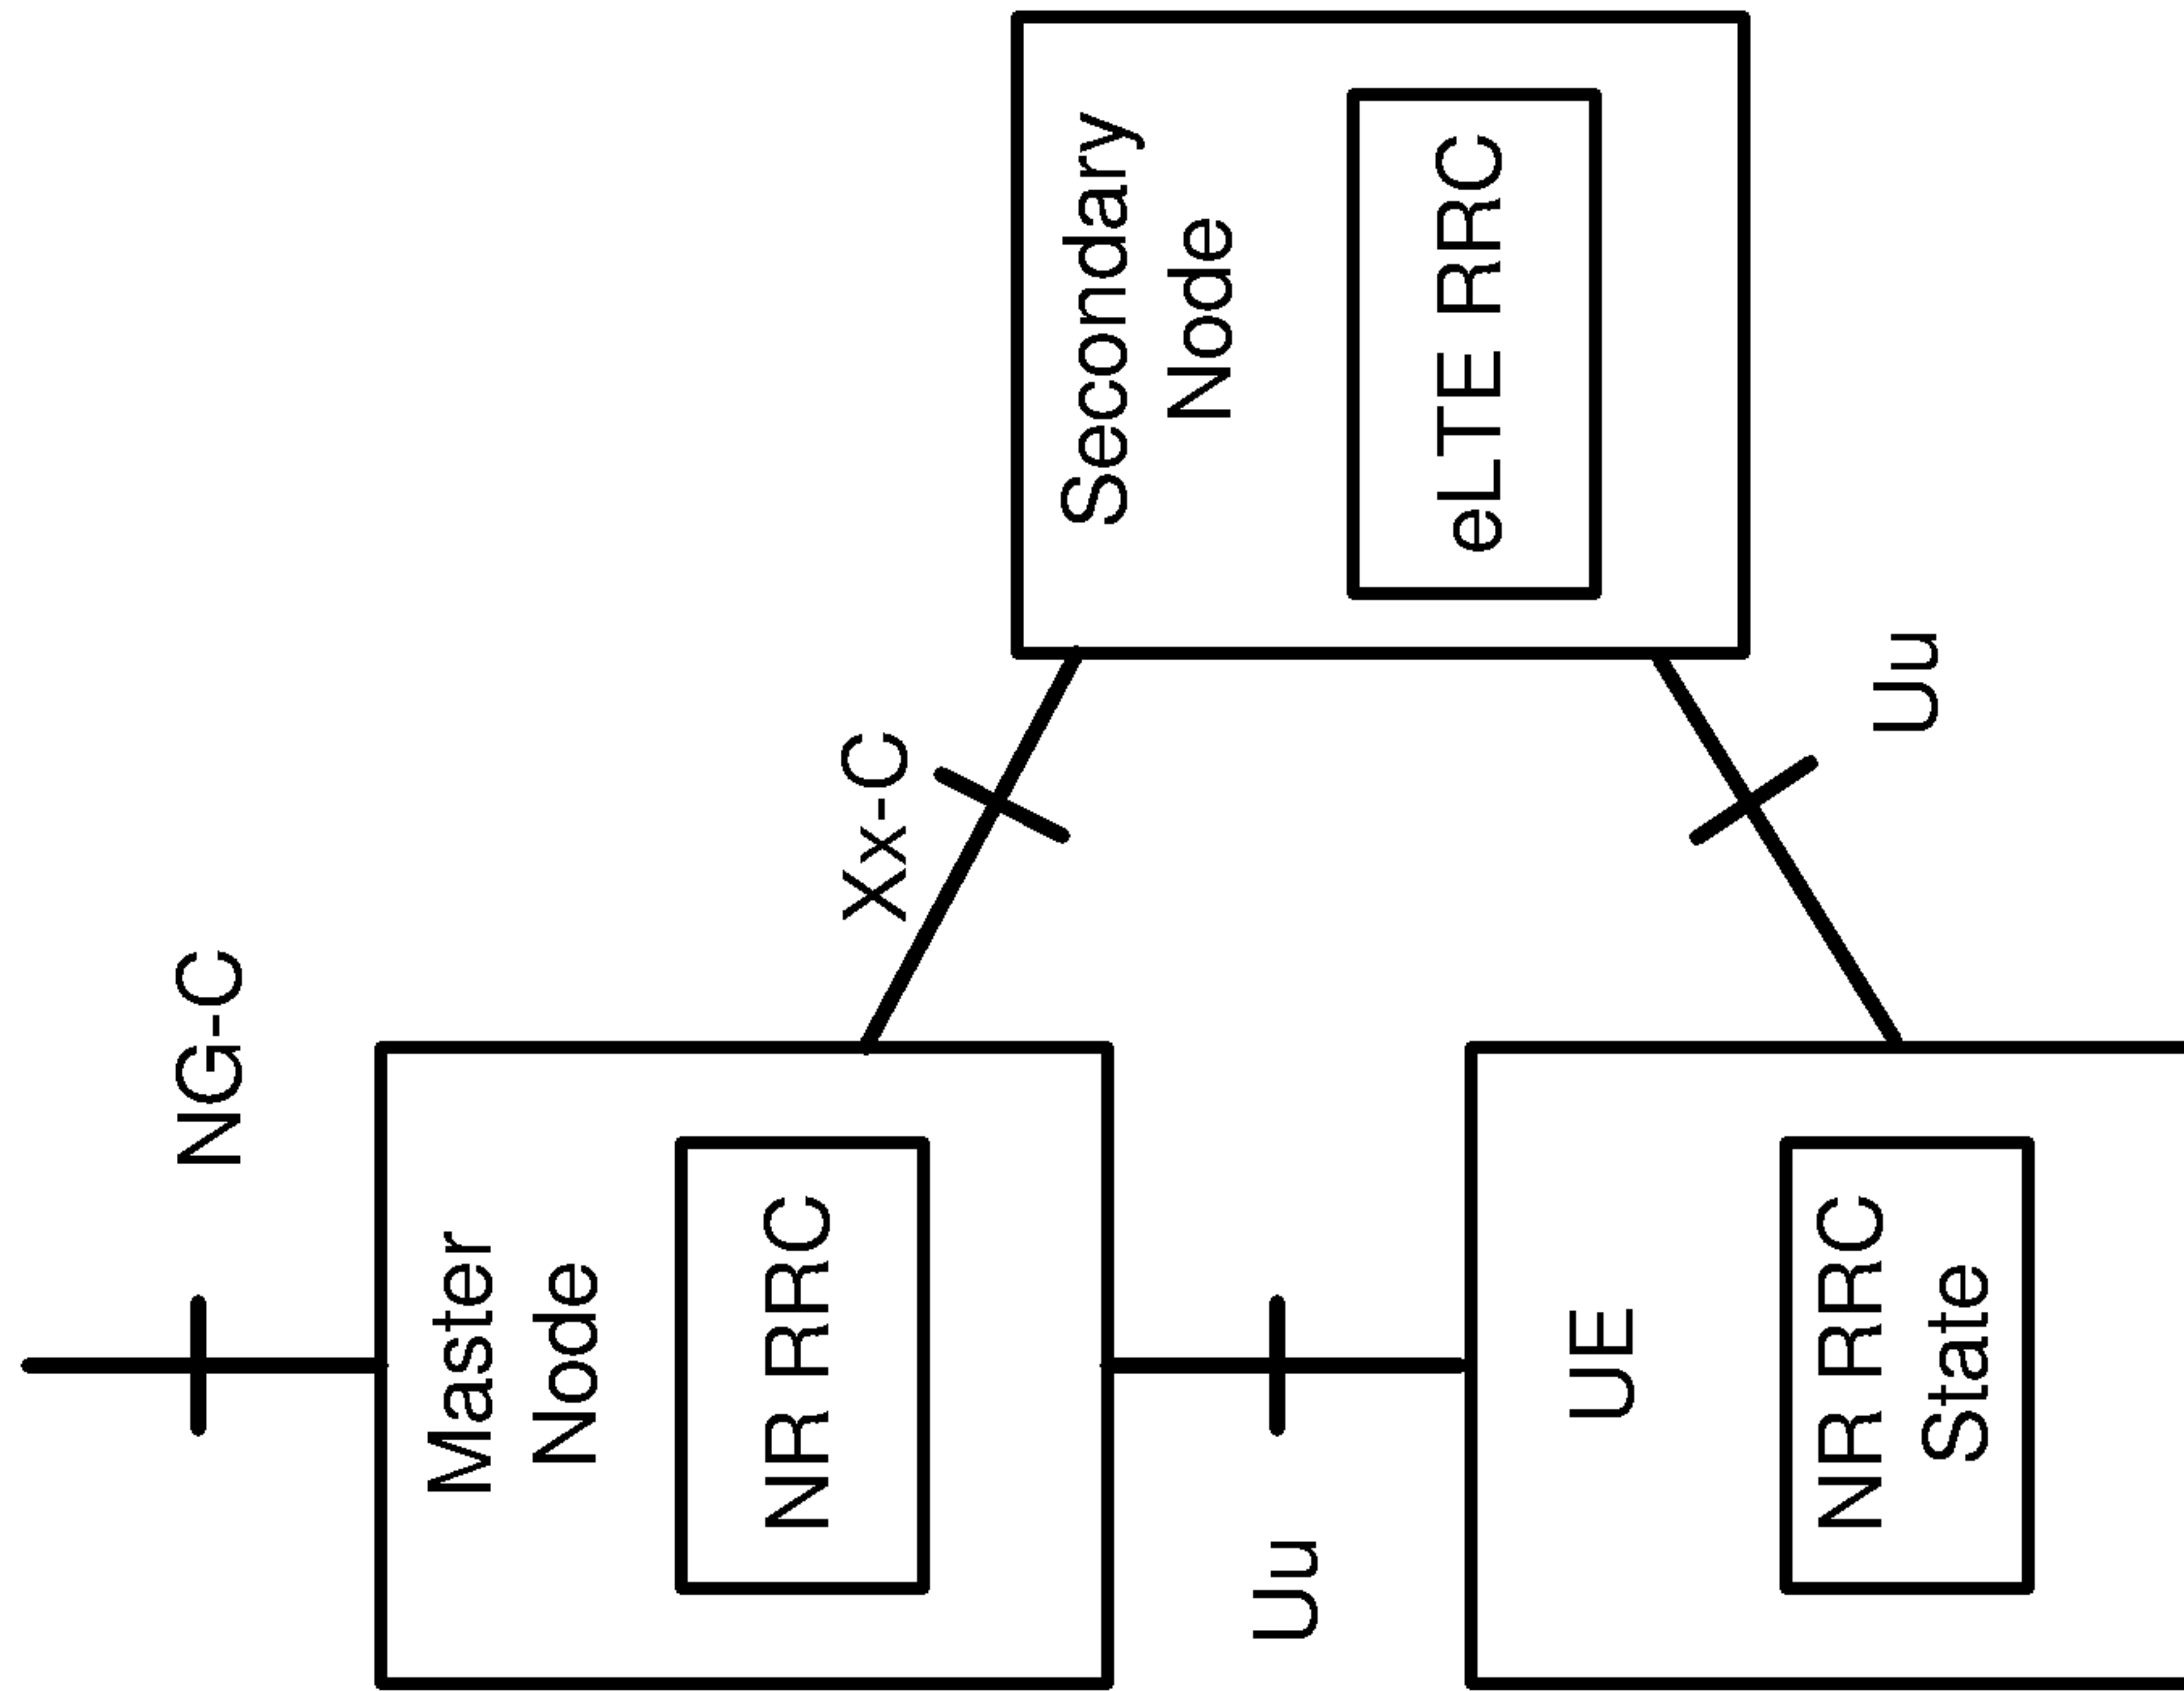 NG-C
Master
Node
NR RRC
Xx-C
Secondary
Node
eLTE RRC
Uu
Uu
UE
NR RRC
State